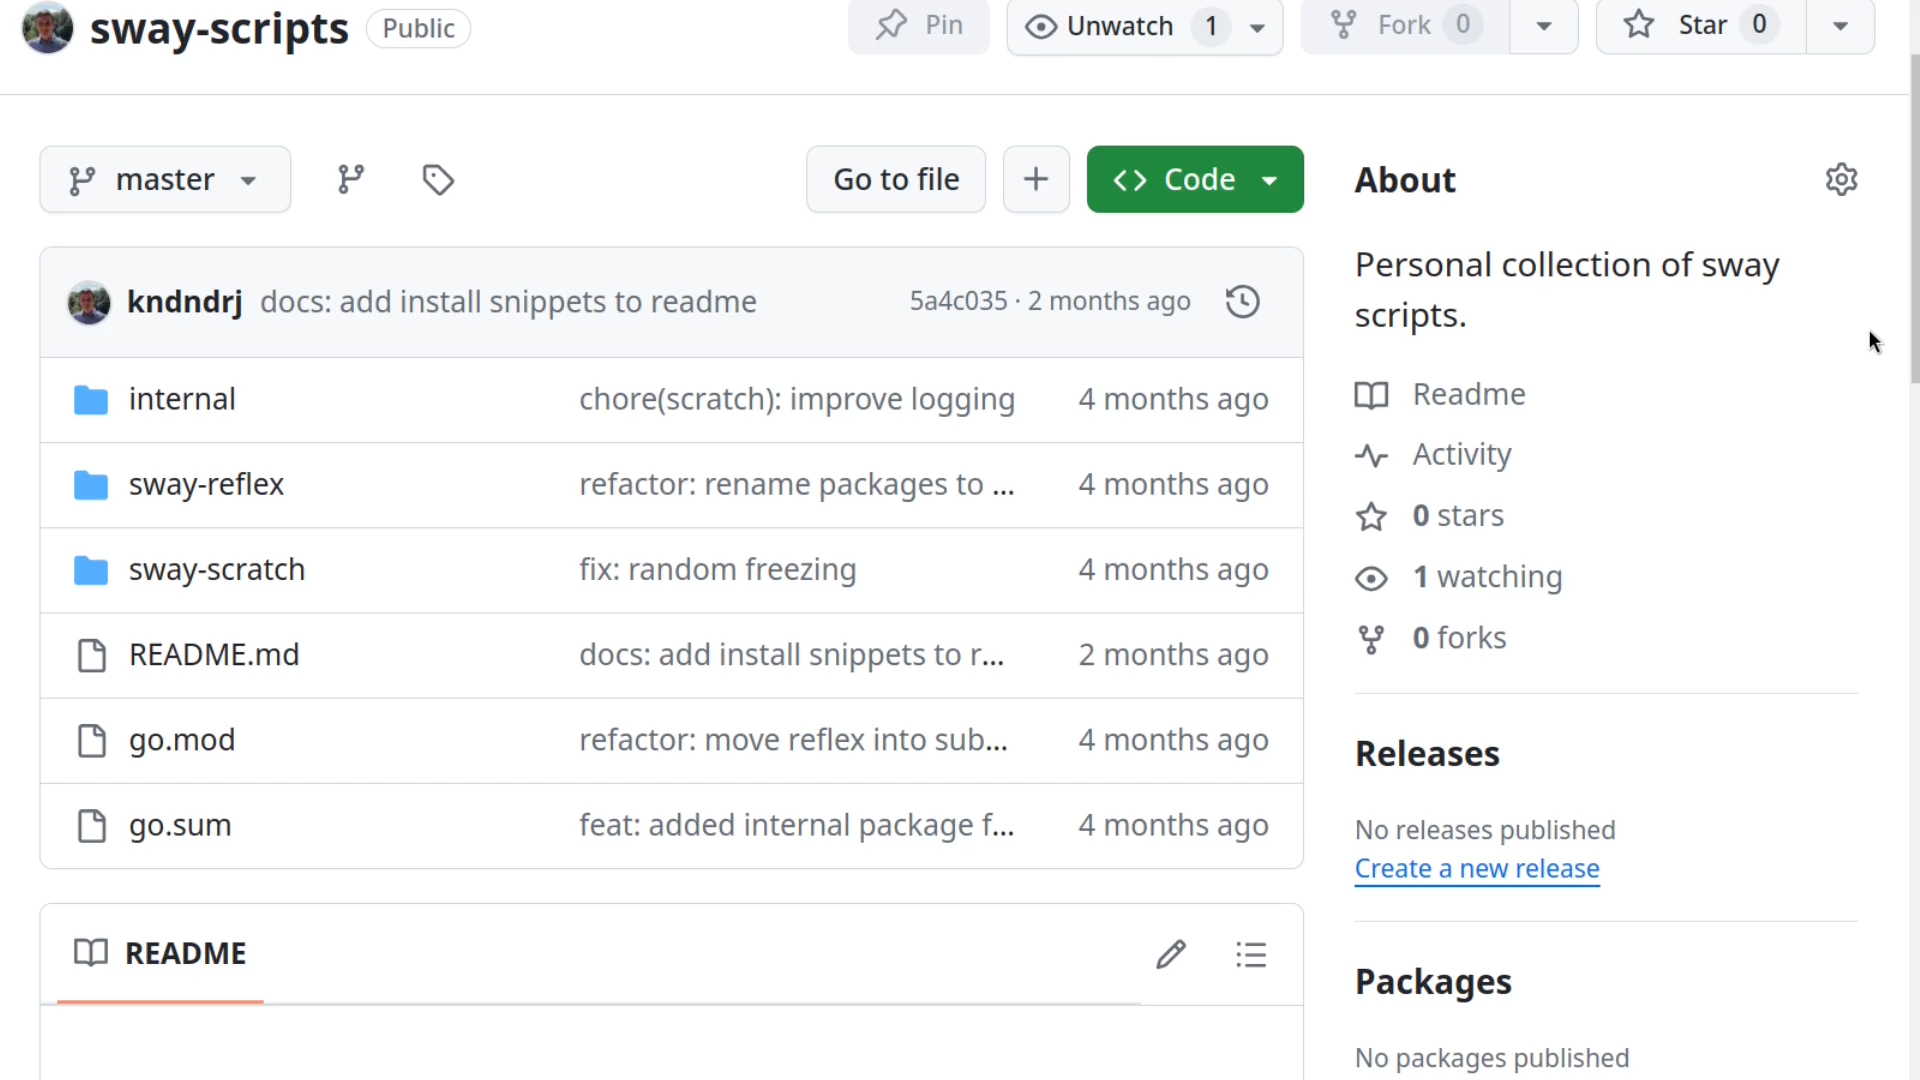 sway-scripts Public Pin Unwatch 1 Fork 0 Star 0
master Go to file Code
kndndrj docs: add install snippets to readme 5a4c035 · 2 months ago
internal chore(scratch): improve logging 4 months ago
sway-reflex refactor: rename packages to ... 4 months ago
sway-scratch fix: random freezing 4 months ago
README.md docs: add install snippets to r... 2 months ago
go.mod refactor: move reflex into sub... 4 months ago
go.sum feat: added internal package f... 4 months ago
README
About
Personal collection of sway
scripts.
Readme
Activity
0 stars
1 watching
0 forks
Releases
No releases published
Create a new release
Packages
No packages published